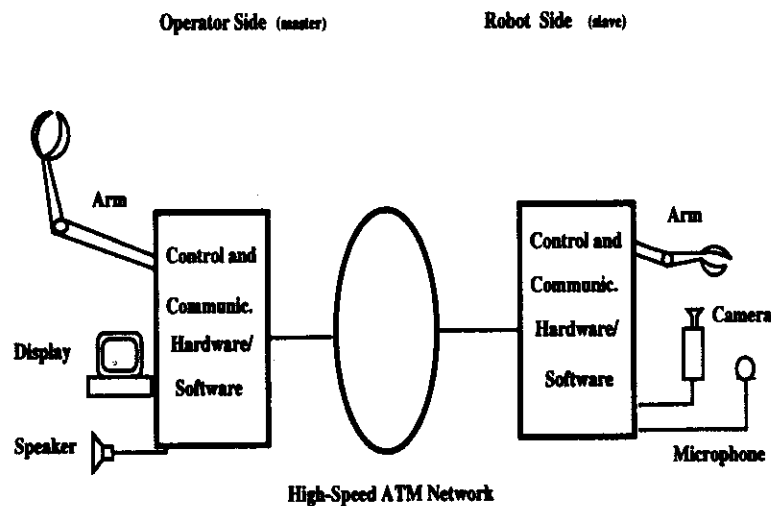 Operator Side (master)
Robot Side (slave)
Arm
Control and
Communic.
Hardware/
Software
Display
Speaker
Arm
Control and
Communic.
Hardware/
Software
Camera
Microphone
High-Speed ATM Network